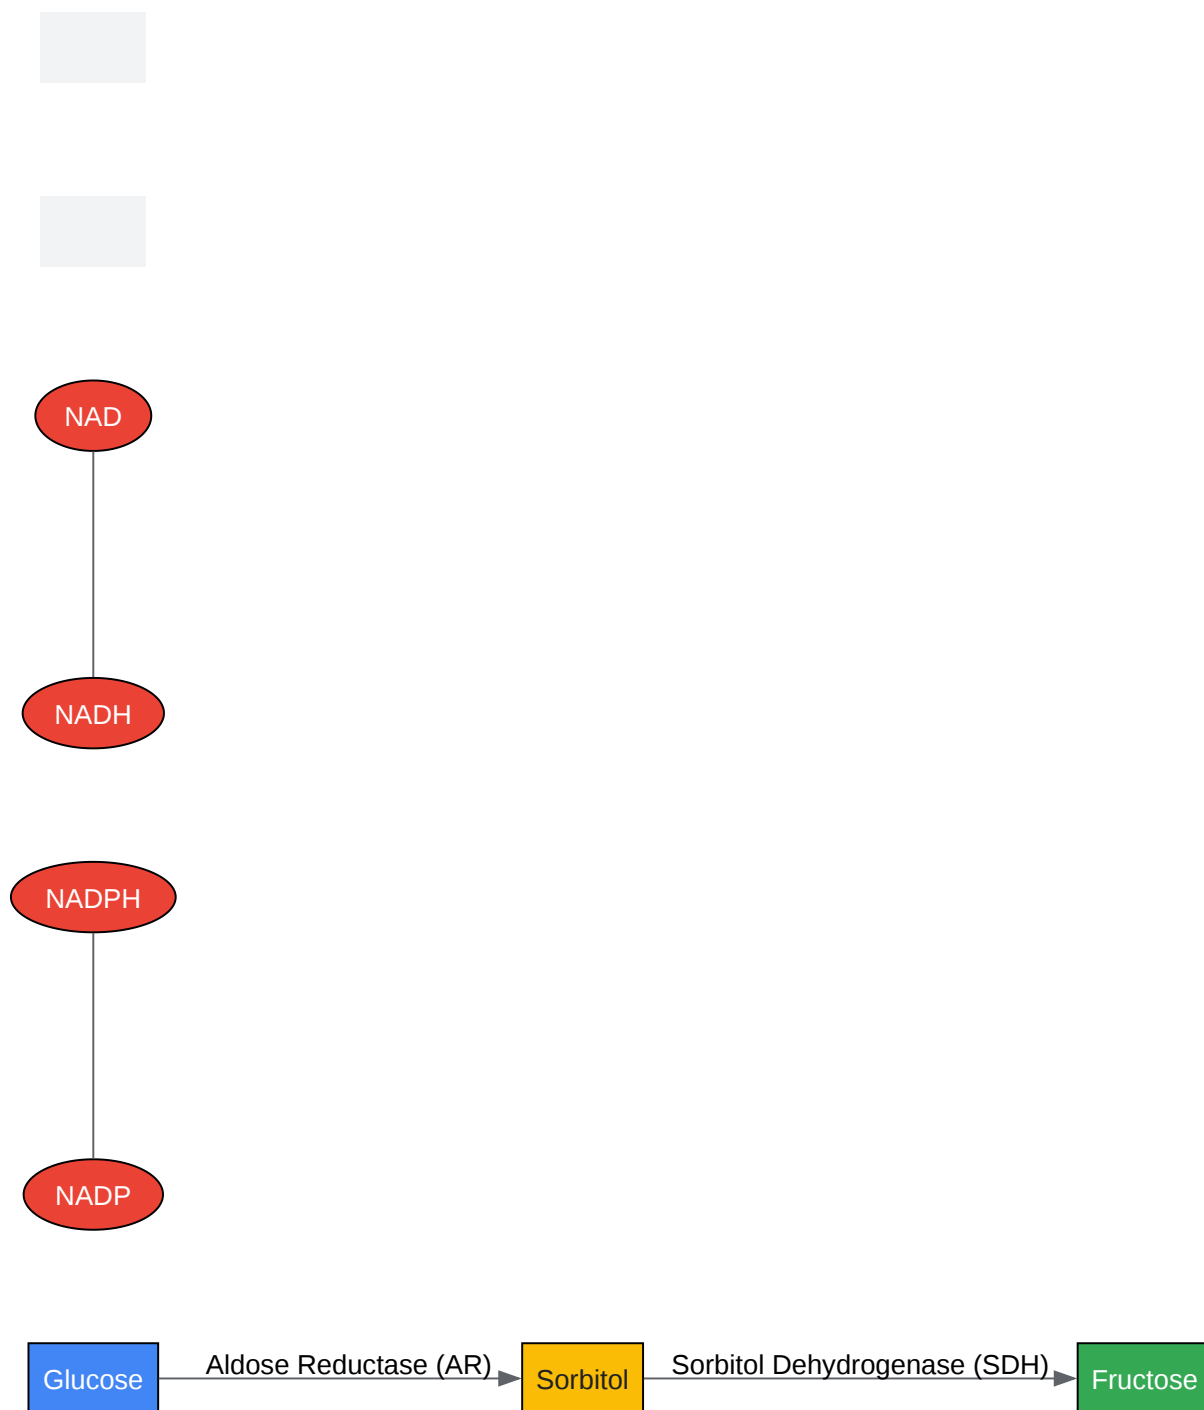 NAD
NADH
NADPH
NADP
Glucose
Aldose Reductase (AR)
Sorbitol
Sorbitol Dehydrogenase (SDH)
Fructose